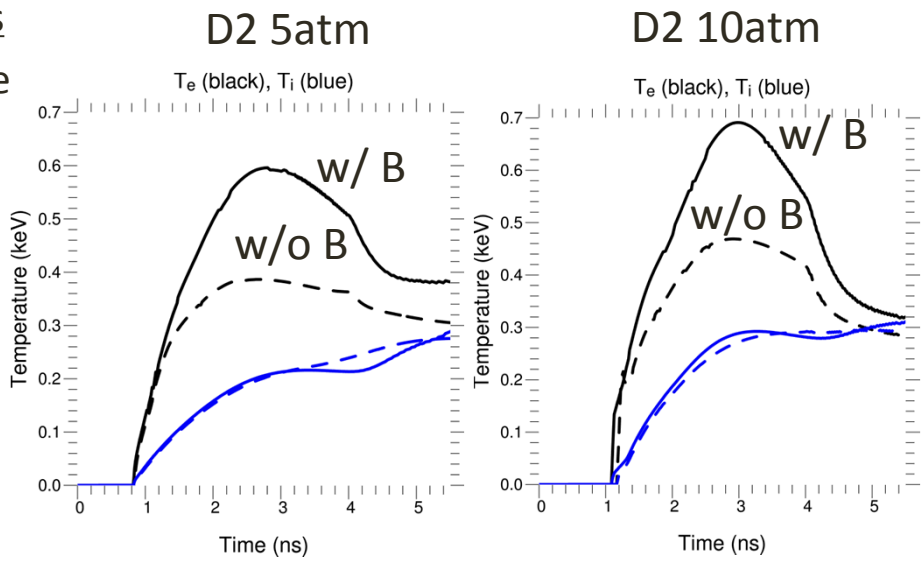 s
e
D2 5atm
Te (black), Ti (blue)
0.7
0.6
0.5
0.4
0.3
0.2
0.1
0.0
Temperature (keV)
w/ B
w/o B
0 1 2 3 4 5
Time (ns)
D2 10atm
Te (black), Ti (blue)
0.7
0.6
0.5
0.4
0.3
0.2
0.1
0.0
Temperature (keV)
w/ B
w/o B
0 1 2 3 4 5
Time (ns)